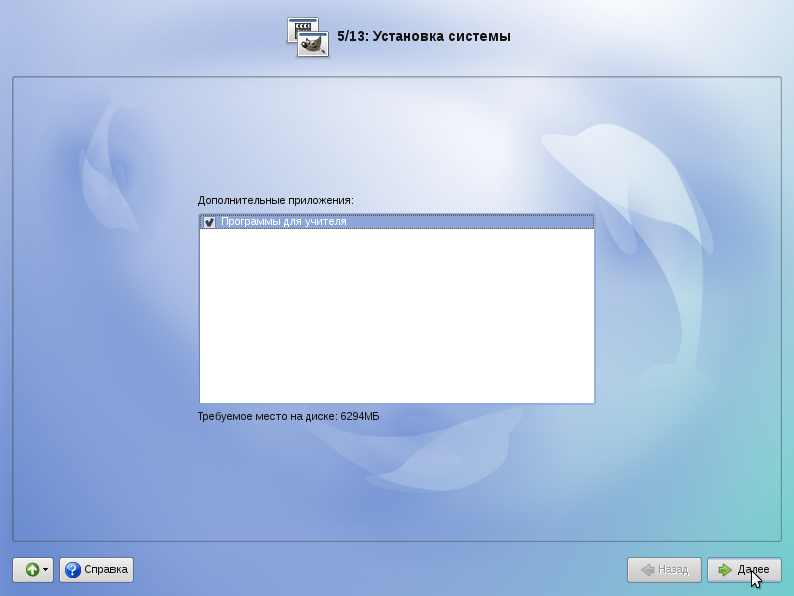 5/13: Установка системы
Дополнительные приложения:
Программы для учителя
Требуемое место на диске: 6294МБ
Справка
Назад
Далее